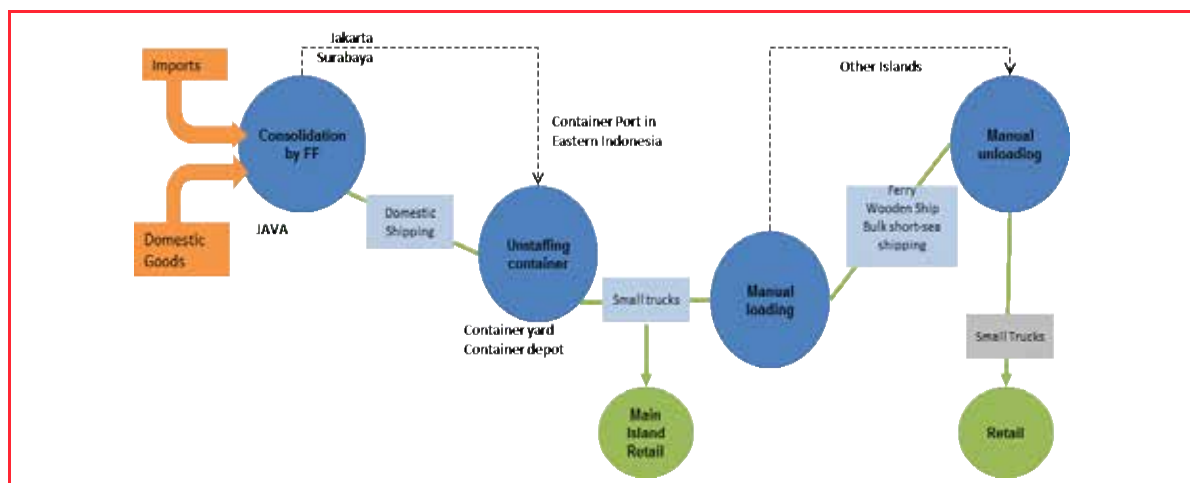 Jakarta
Surabaya
Imports
Consolidation
by FF
Domestic
Goods
JAVA
Domestic
Shipping
Container Port in
Eastern Indonesia
Unstaffing
container
Container yard
Container depot
Small trucks
Main
Island
Retail
Manual
loading
Other Islands
Ferry
Wooden Ship
Bulk short-sea
shipping
Manual
unloading
Small Trucks
Retail